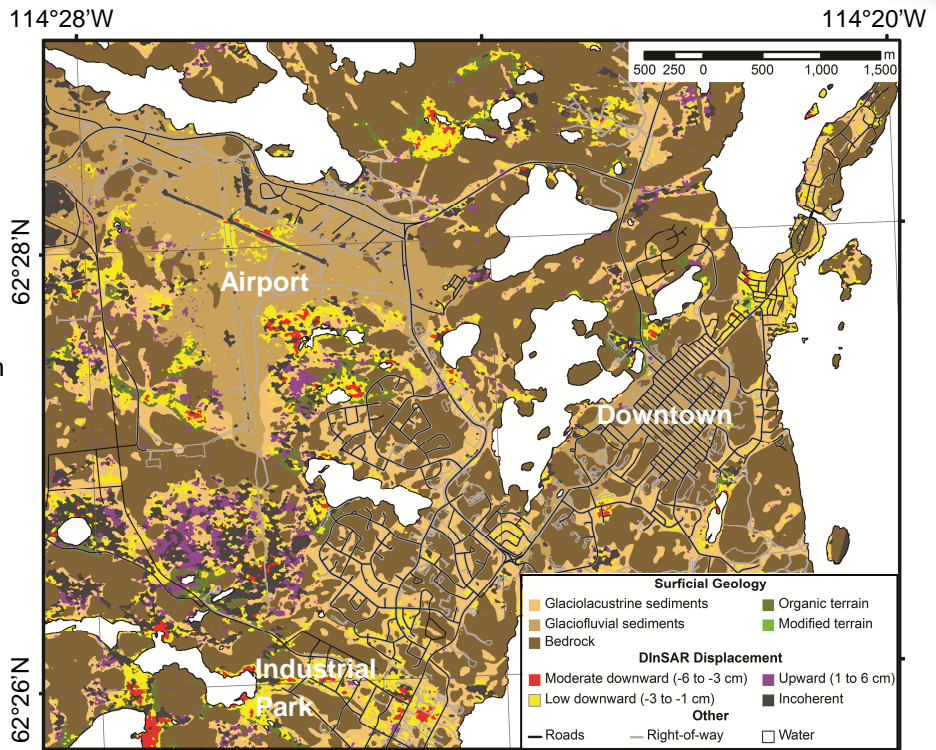 114°28’W
114°20’W
m
500 250 0 500 1,000 1,500
62°28’N
Airport
Downtown
62°26’N
Industrial
Park
Surficial Geology
Glaciolacustrine sediments
Organic terrain
Glaciofluvial sediments
Modified terrain
Bedrock
DInSAR Displacement
Moderate downward (-6 to -3 cm)
Upward (1 to 6 cm)
Low downward (-3 to -1 cm)
Incoherent
Other
Roads
Right-of-way
Water